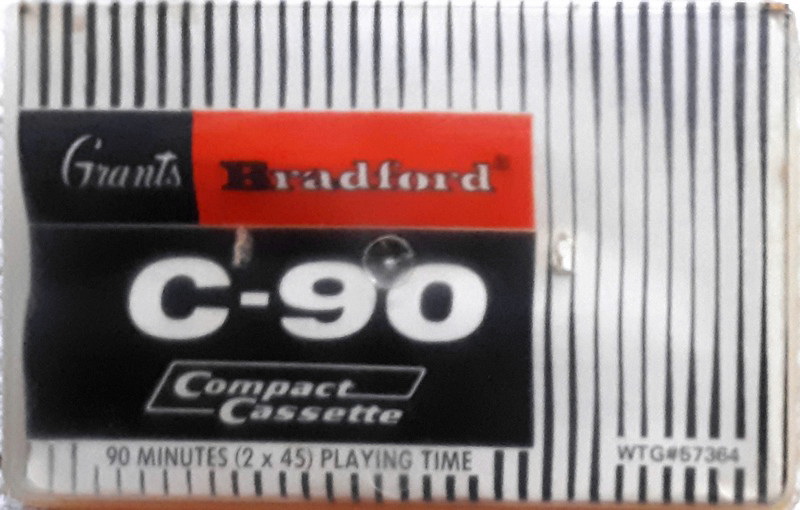 Grants Bradford®
C-90
Compact
Cassette
90 MINUTES (2 x 45) PLAYING TIME
WTG#57364